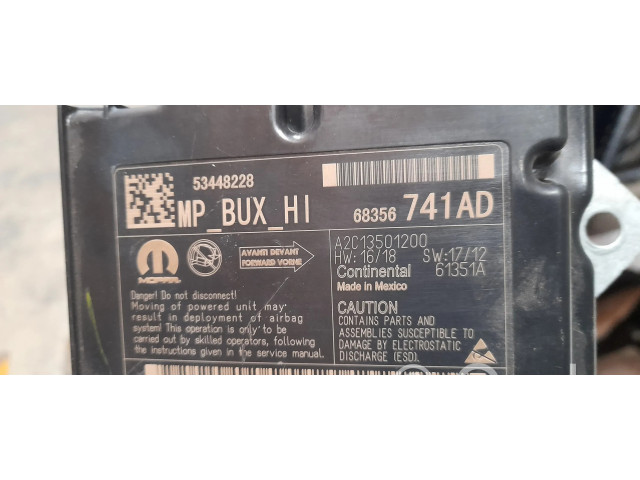 53448228
MP_BUX_HI
68356 741AD
MOPAR
AVANTI DEVANT
FORWARD VORNE
A2C13501200
HW:16/18 SW:17/12
Continental 61351A
Made in Mexico
Danger! Do not disconnect!
Moving of powered unit may
result in deployment of airbag
system! This operation is only to be
carried out by skilled operators, following
the instructions given in the service manual.
CAUTION
CONTAINS PARTS AND
ASSEMBLIES SUSCEPTIBLE
TO DAMAGE BY ELECTROSTATIC
DISCHARGE (ESD).